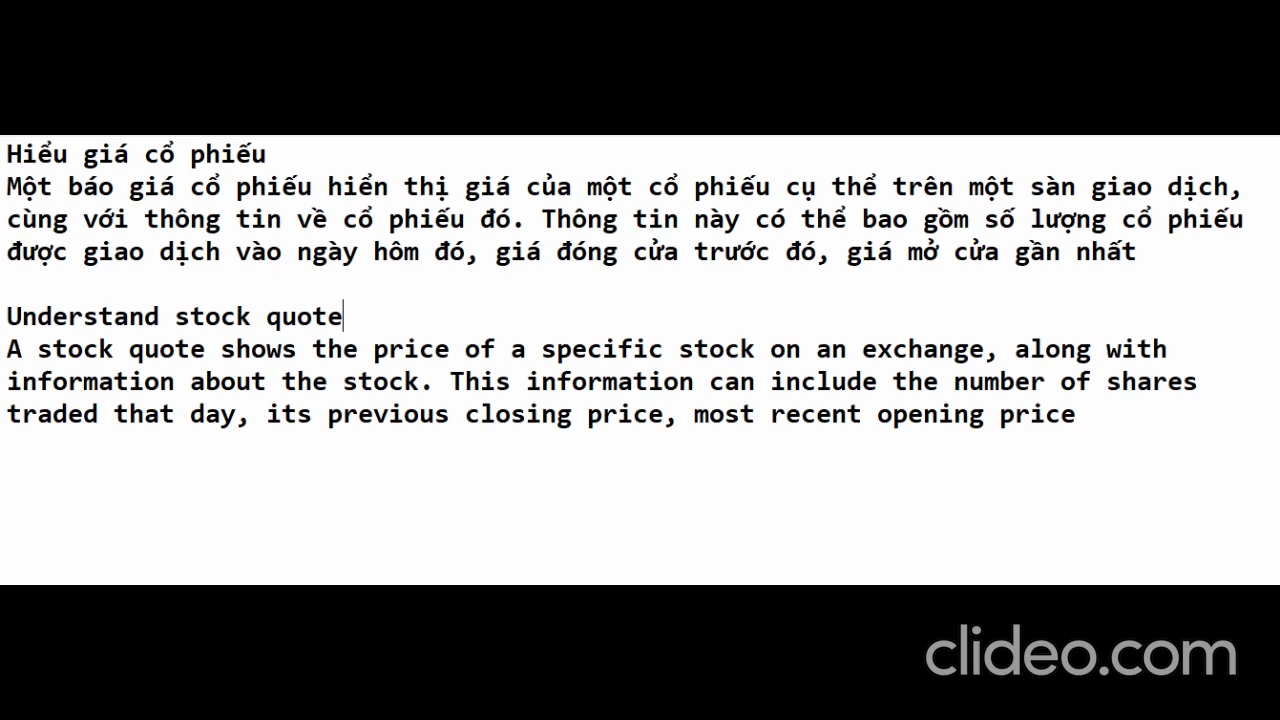 Hiểu giá cổ phiếu
Một báo giá cổ phiếu hiển thị giá của một cổ phiếu cụ thể trên một sàn giao dịch,
cùng với thông tin về cổ phiếu đó. Thông tin này có thể bao gồm số lượng cổ phiếu
được giao dịch vào ngày hôm đó, giá đóng cửa trước đó, giá mở cửa gần nhất
Understand stock quote
A stock quote shows the price of a specific stock on an exchange, along with
information about the stock. This information can include the number of shares
traded that day, its previous closing price, most recent opening price
clideo.com